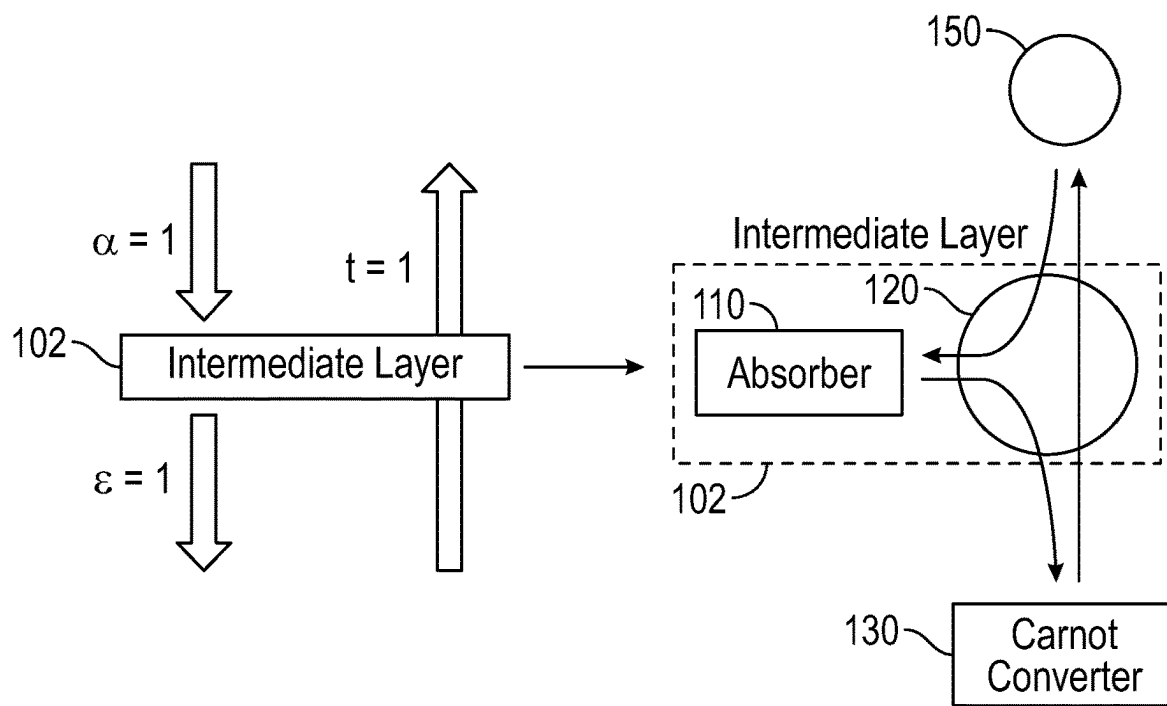 150
α = 1
t = 1
Intermediate Layer
120
110
102
Intermediate Layer
Absorber
ε = 1
102
130
Carnot
Converter